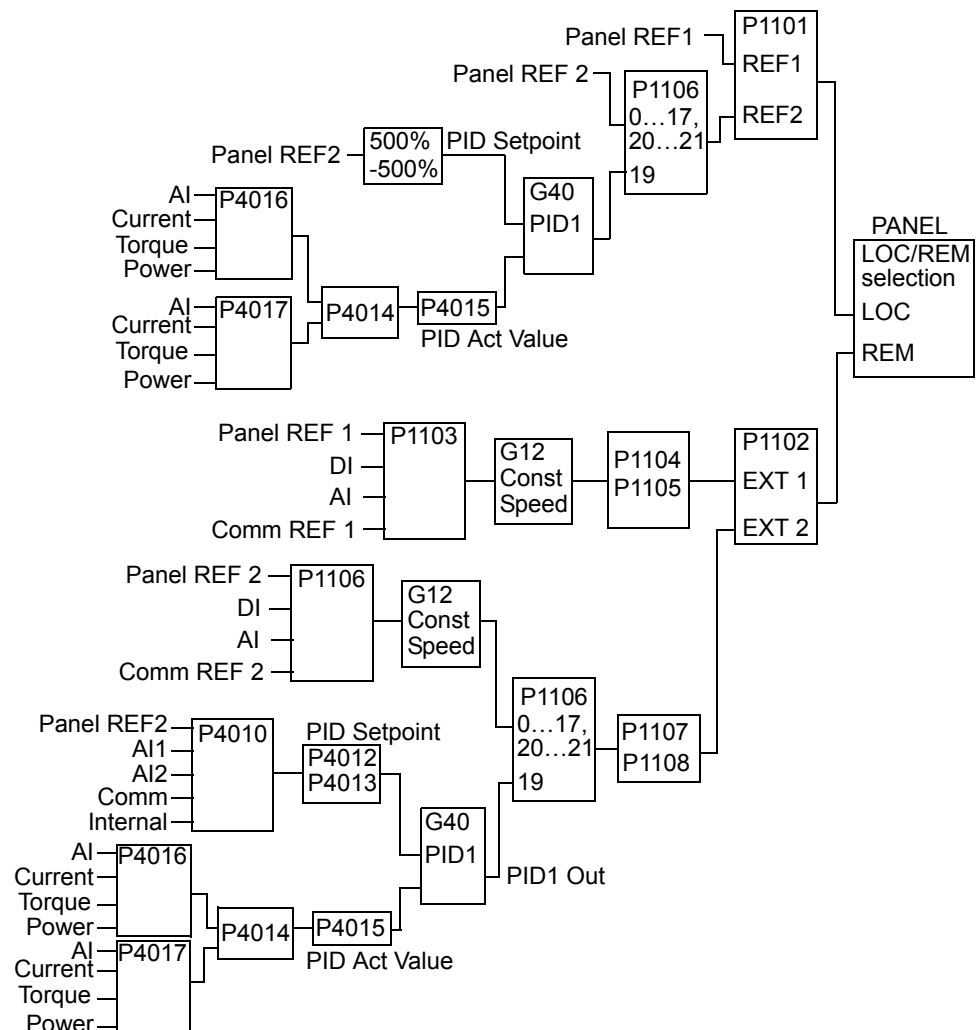 P1101
Panel REF1
REF1
Panel REF 2
P1106
0...17,
20...21
REF2
19
Panel REF2
500%
-500%
PID Setpoint
G40
PID1
AI
Current
Torque
Power
P4016
AI
Current
Torque
Power
P4017
P4014
P4015
PID Act Value
PANEL
LOC/REM
selection
LOC
REM
Panel REF 1
DI
AI
Comm REF 1
P1103
G12
Const
Speed
P1104
P1105
P1102
EXT 1
EXT 2
Panel REF 2
DI
AI
Comm REF 2
P1106
G12
Const
Speed
P1106
0...17,
20...21
19
P1107
P1108
Panel REF2
AI1
AI2
Comm
Internal
P4010
PID Setpoint
P4012
P4013
G40
PID1
PID1 Out
AI
Current
Torque
Power
P4016
AI
Current
Torque
Power
P4017
P4014
P4015
PID Act Value